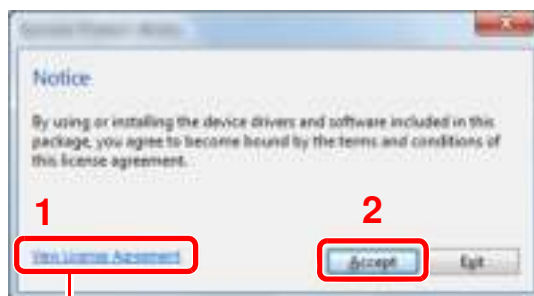 Notice
By using or installing the device drivers and software included in this
package, you agree to become bound by the terms and conditions of
this license agreement.
1
2
View License Agreement
Accept
Exit